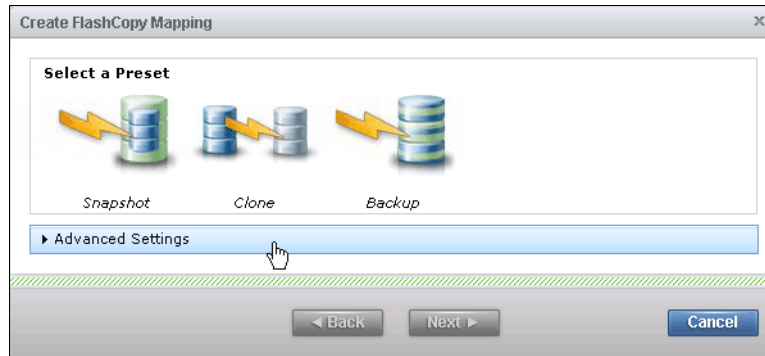 Create FlashCopy Mapping x
Select a Preset
Snapshot Clone Backup
Advanced Settings
Back Next Cancel